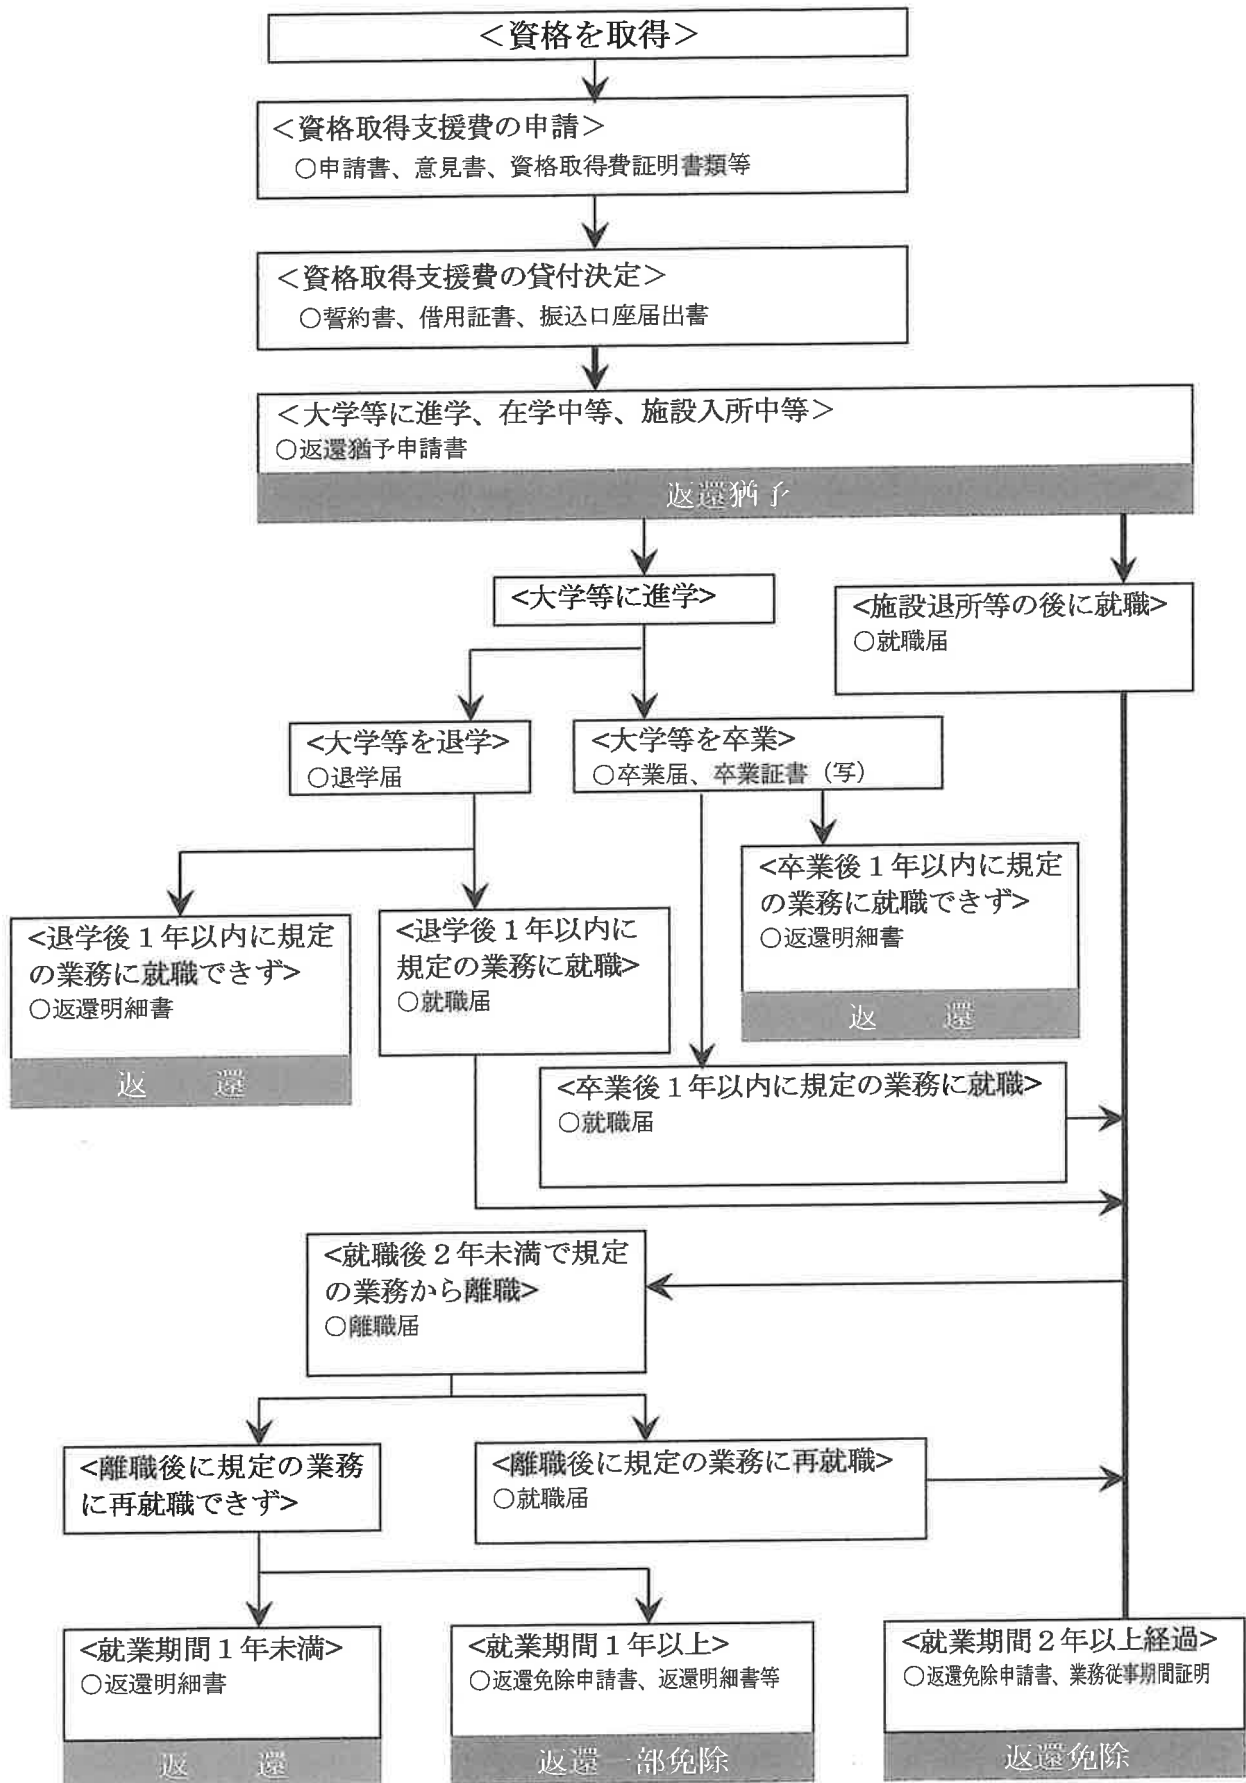 ＜資格を取得＞
＜資格取得支援費の申請＞
○申請書、意見書、資格取得費証明書類等
＜資格取得支援費の貸付決定＞
○誓約書、借用証書、振込口座届出書
＜大学等に進学、在学中等、施設入所中等＞
○返還猶予申請書
返還猶予
<大学等に進学>
<施設退所等の後に就職>
○就職届
<大学等を退学>
○退学届
<大学等を卒業>
○卒業届、卒業証書（写）
<卒業後１年以内に規定
の業務に就職できず>
○返還明細書
返　還
<退学後１年以内に規定
の業務に就職できず>
○返還明細書
返　還
<退学後１年以内に
規定の業務に就職>
○就職届
<卒業後１年以内に規定の業務に就職>
○就職届
<就職後２年未満で規定
の業務から離職>
○離職届
<離職後に規定の業務
に再就職できず>
<離職後に規定の業務に再就職>
○就職届
<就業期間１年未満>
○返還明細書
返　還
<就業期間１年以上>
○返還免除申請書、返還明細書等
返還一部免除
<就業期間２年以上経過>
○返還免除申請書、業務従事期間証明
返還免除